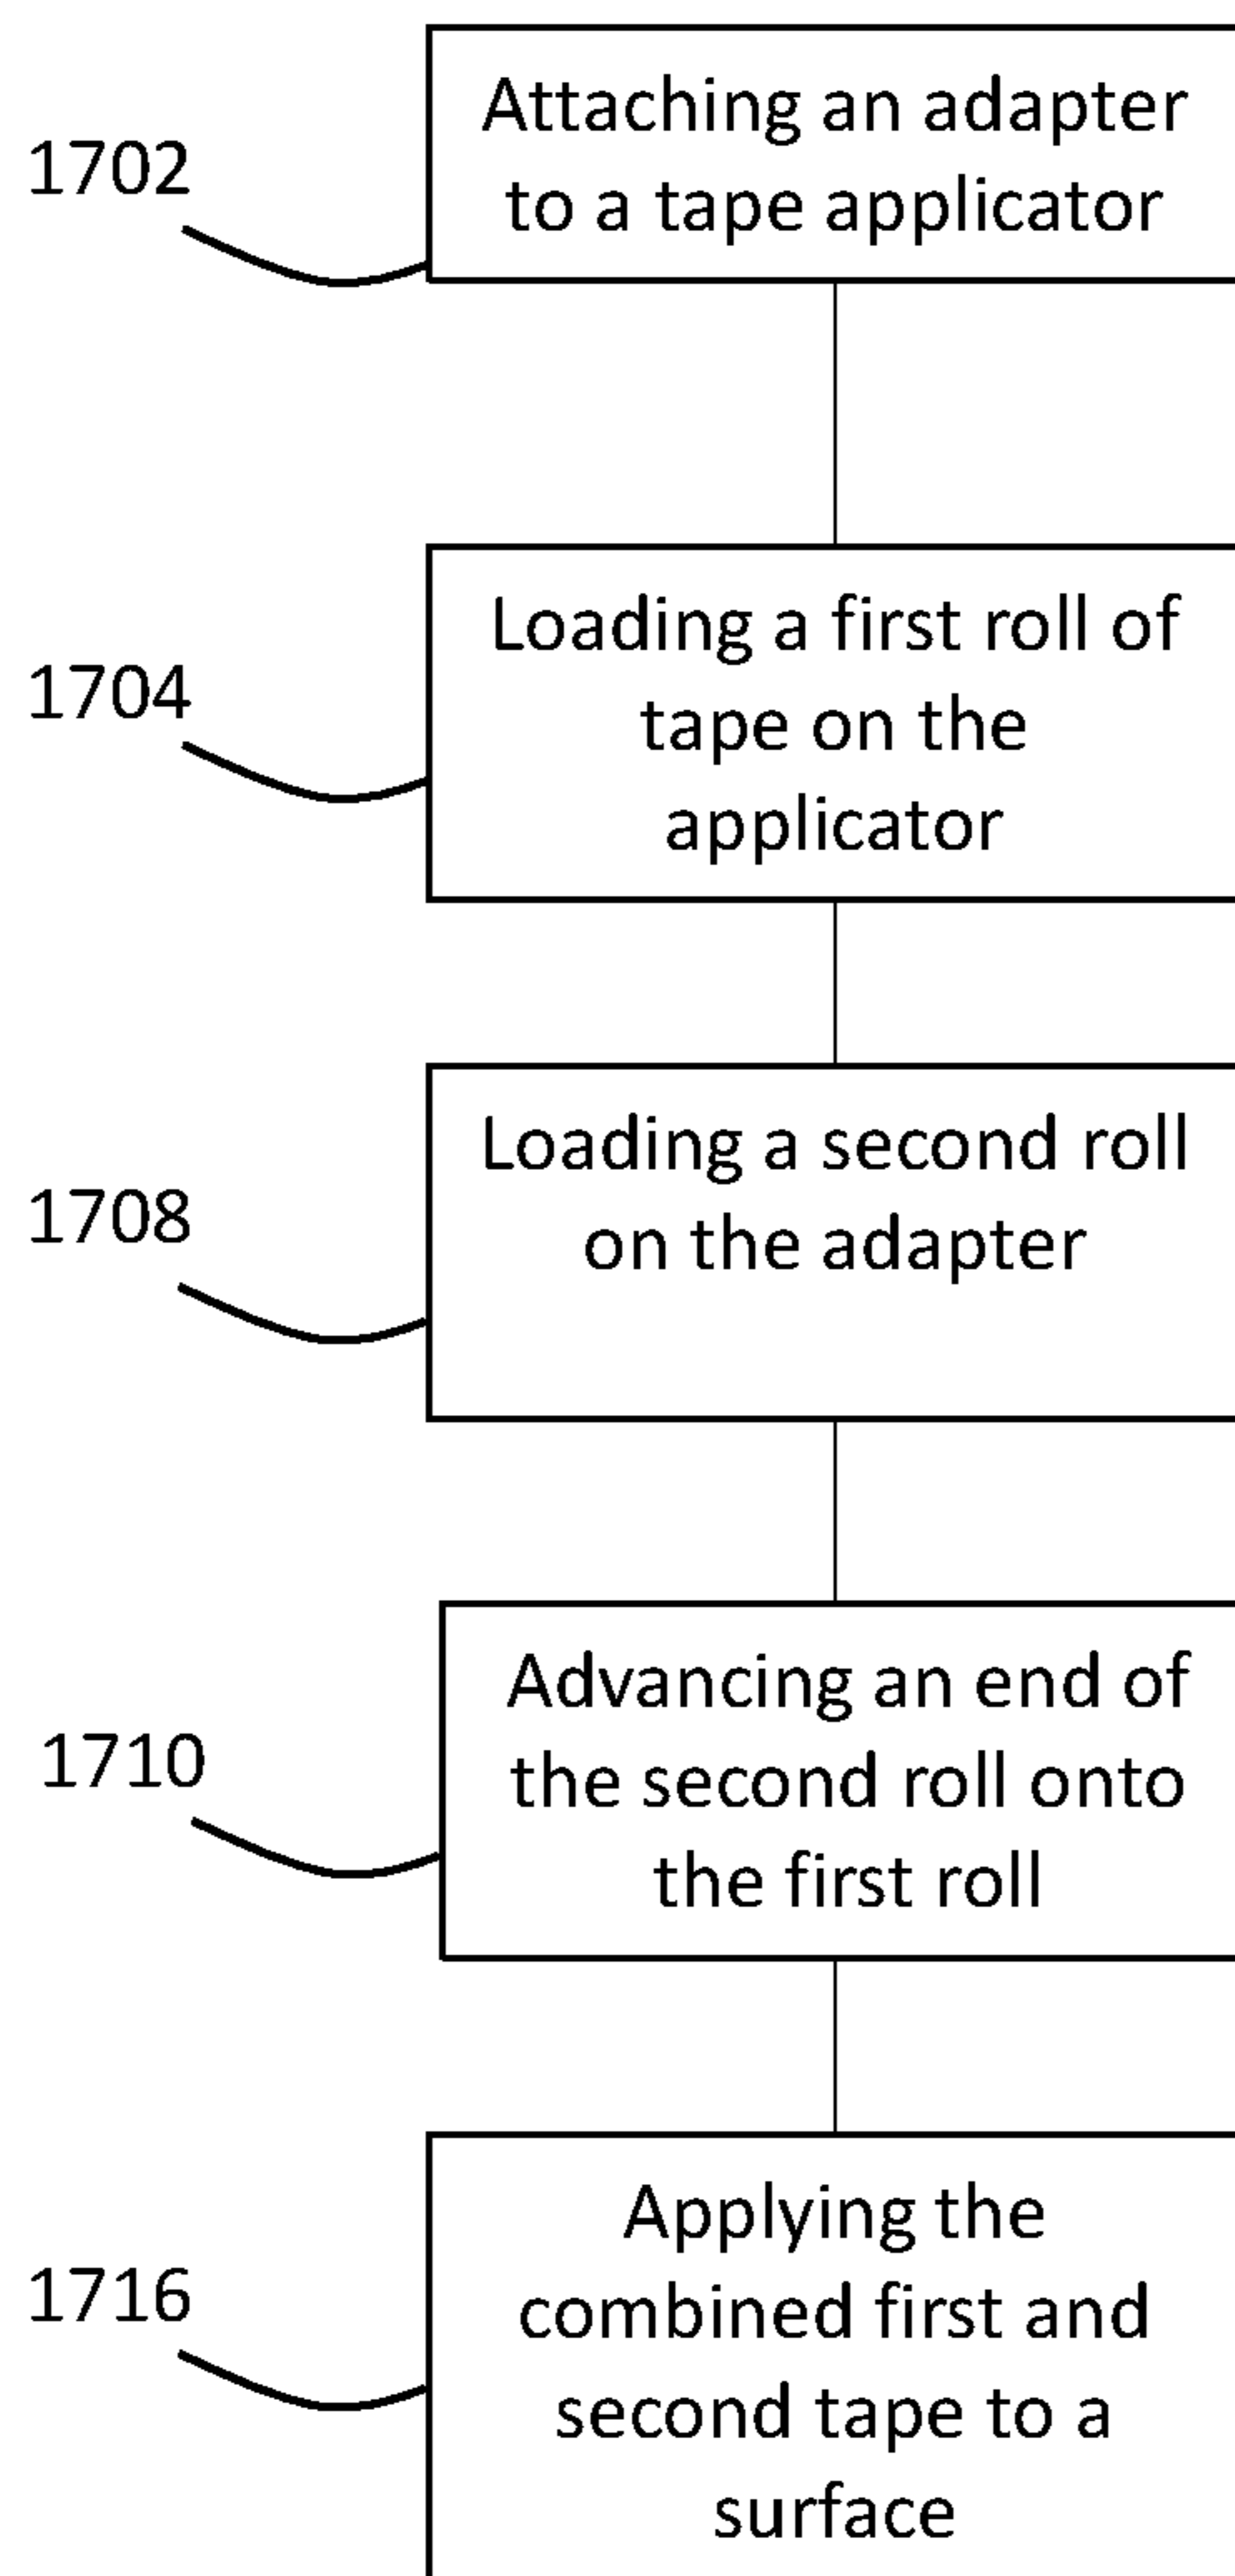 Attaching an adapter
to a tape applicator
1702
Loading a first roll of
tape on the
applicator
1704
Loading a second roll
on the adapter
1708
Advancing an end of
the second roll onto
the first roll
1710
Applying the
combined first and
second tape to a
surface
1716